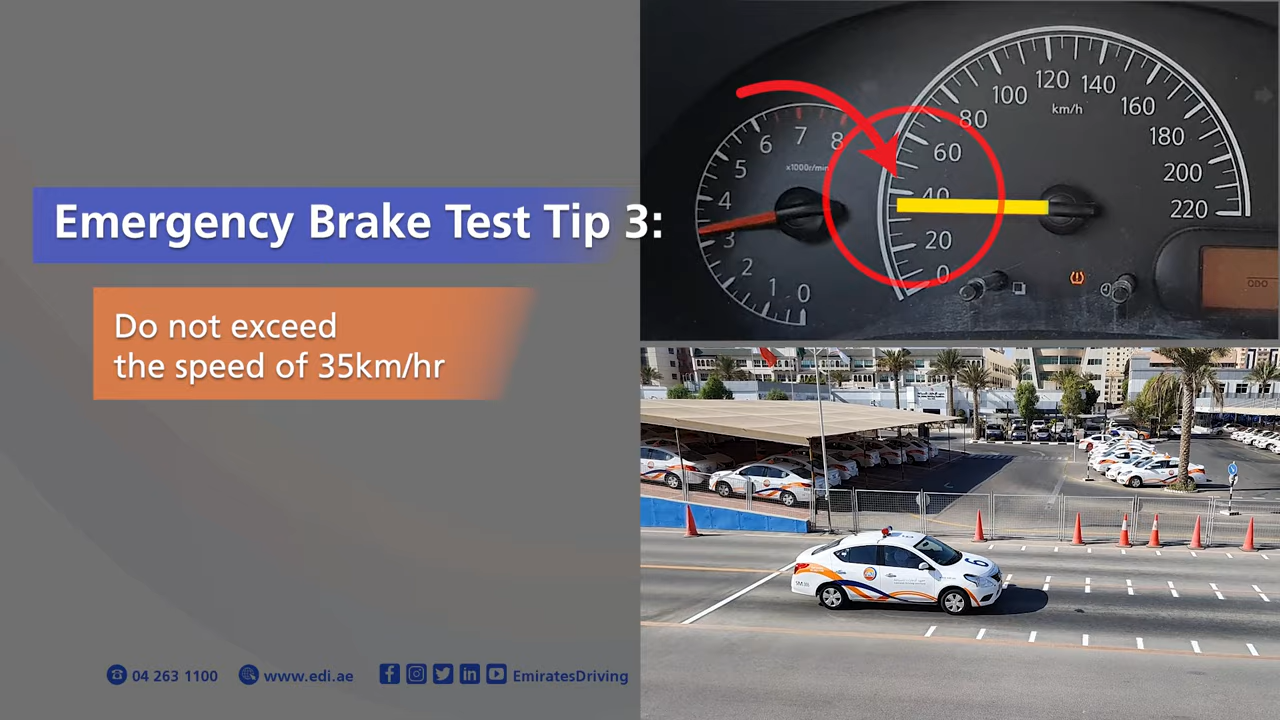 Emergency Brake Test Tip 3:
Do not exceed
the speed of 35km/hr
04 263 1100 www.edi.ae EmiratesDriving
0 1 2 3 4 5 6 7 8
x1000r/min
0 20 40 60 80 100 120 140 160 180 200 220
km/h
ODO
6